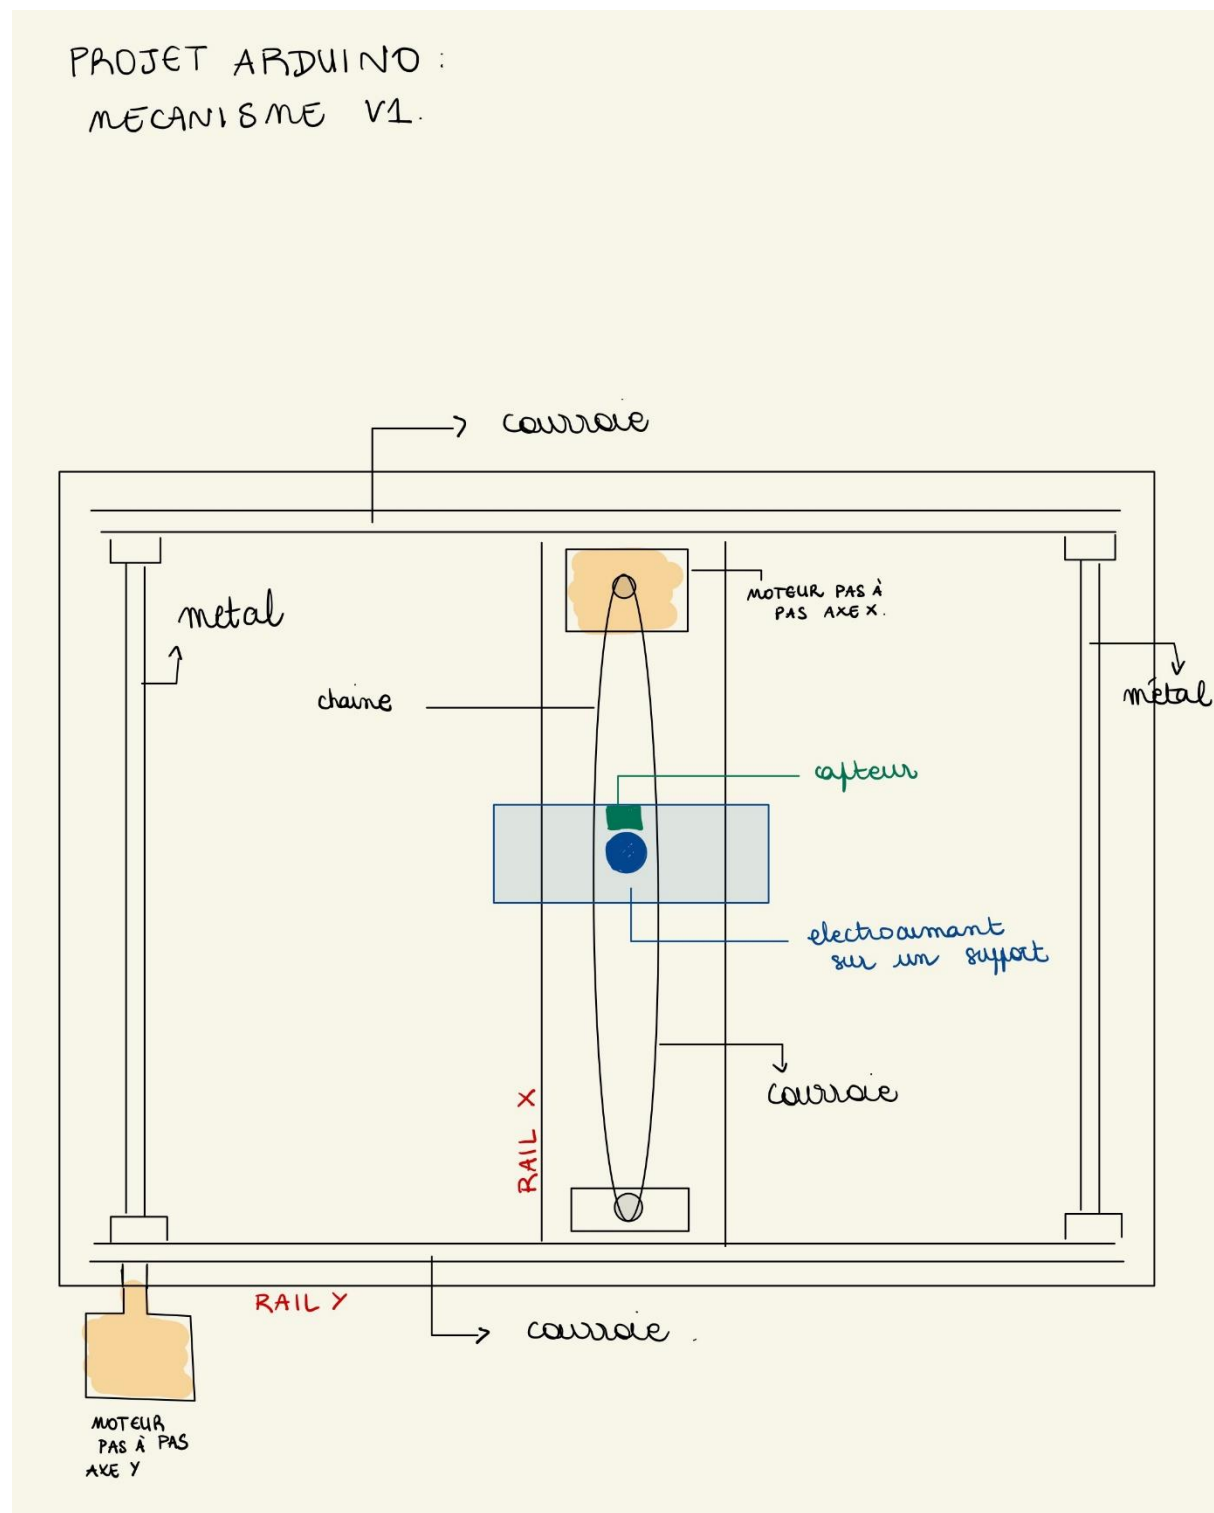 PROJET ARDUINO :
MECANISME V1.
courroie
metal
MOTEUR PAS À
PAS AXE X.
chaine
métal
capteur
electroaimant
sur un support
courroie
RAIL X
RAIL Y
courroie .
MOTEUR
PAS À PAS
AXE Y